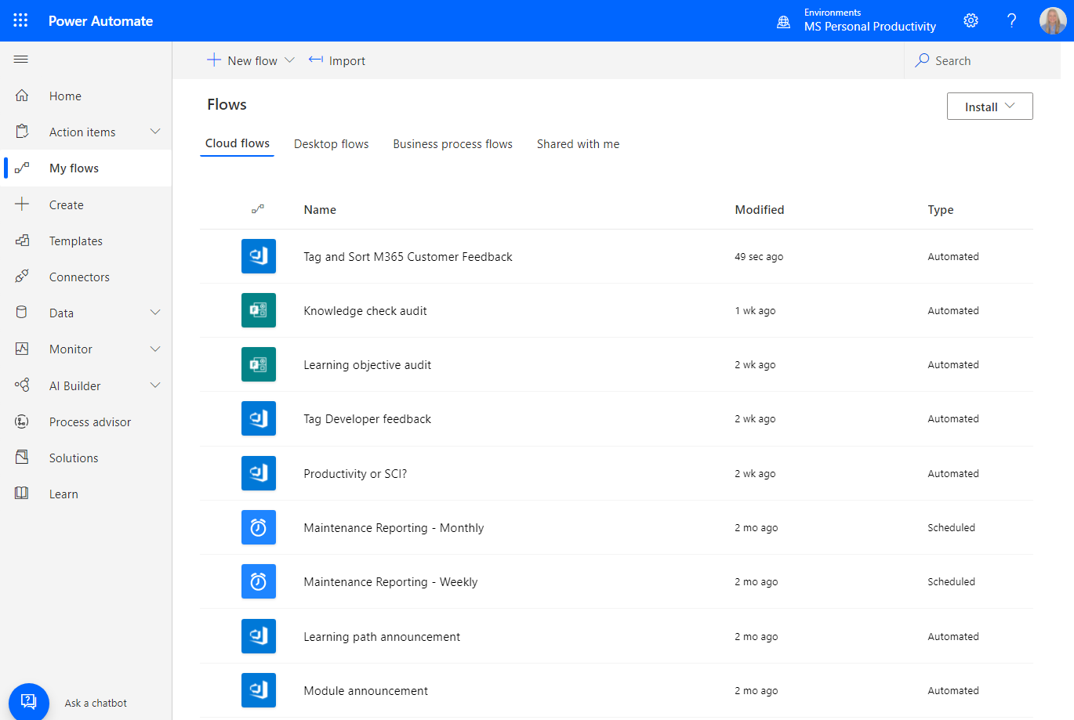 Power Automate
Environments
MS Personal Productivity
?
New flow
Import
Search
Home
Action items
My flows
Create
Templates
Connectors
Data
Monitor
AI Builder
Process advisor
Solutions
Learn
Ask a chatbot
Flows
Install
Cloud flows Desktop flows Business process flows Shared with me
Name Modified Type
Tag and Sort M365 Customer Feedback 49 sec ago Automated
Knowledge check audit 1 wk ago Automated
Learning objective audit 2 wk ago Automated
Tag Developer feedback 2 wk ago Automated
Productivity or SCI? 2 wk ago Automated
Maintenance Reporting - Monthly 2 mo ago Scheduled
Maintenance Reporting - Weekly 2 mo ago Scheduled
Learning path announcement 2 mo ago Automated
Module announcement 2 mo ago Automated